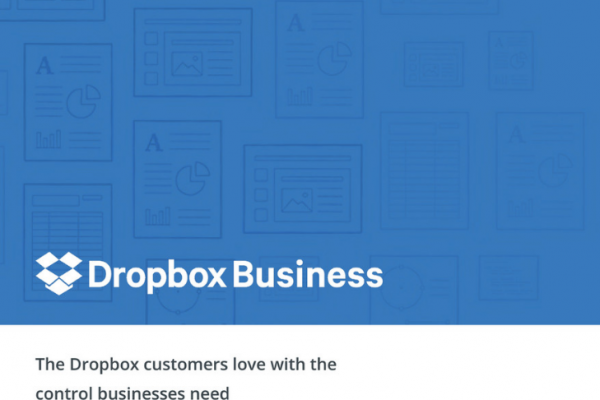 Dropbox Business
The Dropbox customers love with the
control businesses need